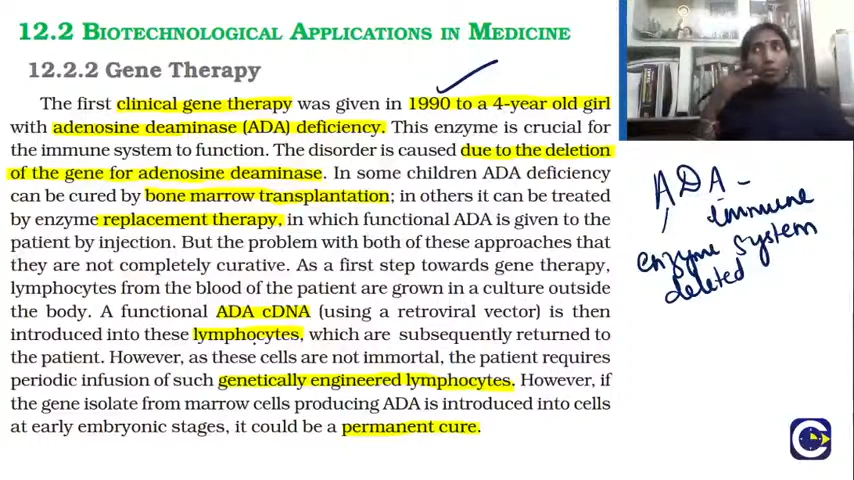 12.2 BIOTECHNOLOGICAL APPLICATIONS IN MEDICINE
12.2.2 Gene Therapy
The first clinical gene therapy was given in 1990 to a 4-year old girl
with adenosine deaminase (ADA) deficiency. This enzyme is crucial for
the immune system to function. The disorder is caused due to the deletion
of the gene for adenosine deaminase. In some children ADA deficiency
can be cured by bone marrow transplantation; in others it can be treated
by enzyme replacement therapy, in which functional ADA is given to the
patient by injection. But the problem with both of these approaches that
they are not completely curative. As a first step towards gene therapy,
lymphocytes from the blood of the patient are grown in a culture outside
the body. A functional ADA cDNA (using a retroviral vector) is then
introduced into these lymphocytes, which are subsequently returned to
the patient. However, as these cells are not immortal, the patient requires
periodic infusion of such genetically engineered lymphocytes. However, if
the gene isolate from marrow cells producing ADA is introduced into cells
at early embryonic stages, it could be a permanent cure.
ADA -
immune
enzyme system
deleted